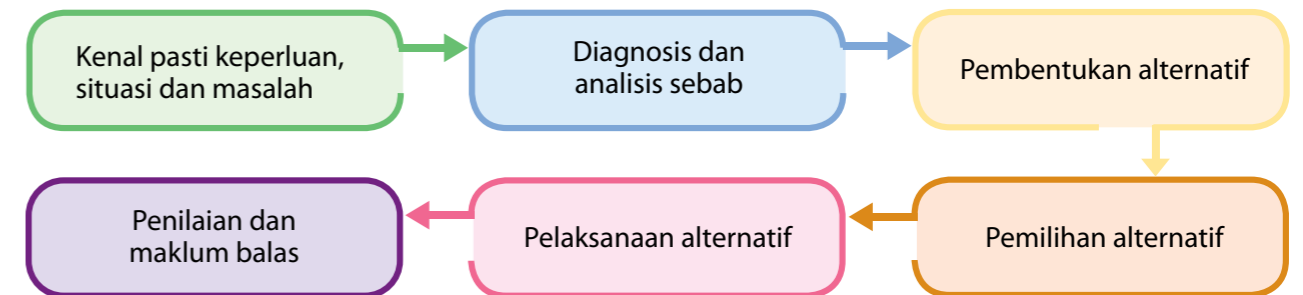 Kenal pasti keperluan,
situasi dan masalah
Diagnosis dan
analisis sebab
Pembentukan alternatif
Pemilihan alternatif
Pelaksanaan alternatif
Penilaian dan
maklum balas